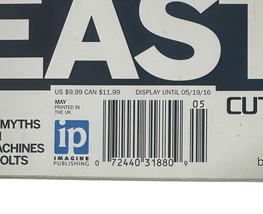 EAST
US $9.99 CAN $11.99 DISPLAY UNTIL 05/19/16
MAY
PRINTED IN
THE UK
05
CUT
MYTHS
ACHINES
OLTS
ip
IMAGINE
PUBLISHING
0 72440 31880 9